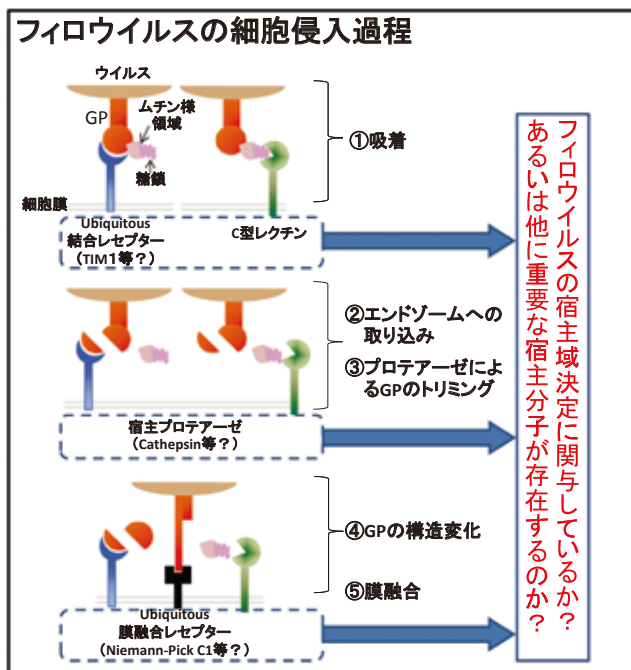 フィロウイルスの細胞侵入過程
ウイルス
GP
ムチン様
領域
糖鎖
細胞膜
①吸着
Ubiquitous
結合レセプター
(TIM1等?)
C型レクチン
②エンドゾームへの
取り込み
③プロテアーゼによ
るGPのトリミング
宿主プロテアーゼ
(Cathepsin等?)
④GPの構造変化
⑤膜融合
Ubiquitous
膜融合レセプター
(Niemann-Pick C1等?)
フィロウイルスの宿主域決定に関与しているか?
あるいは他に重要な宿主分子が存在するのか?